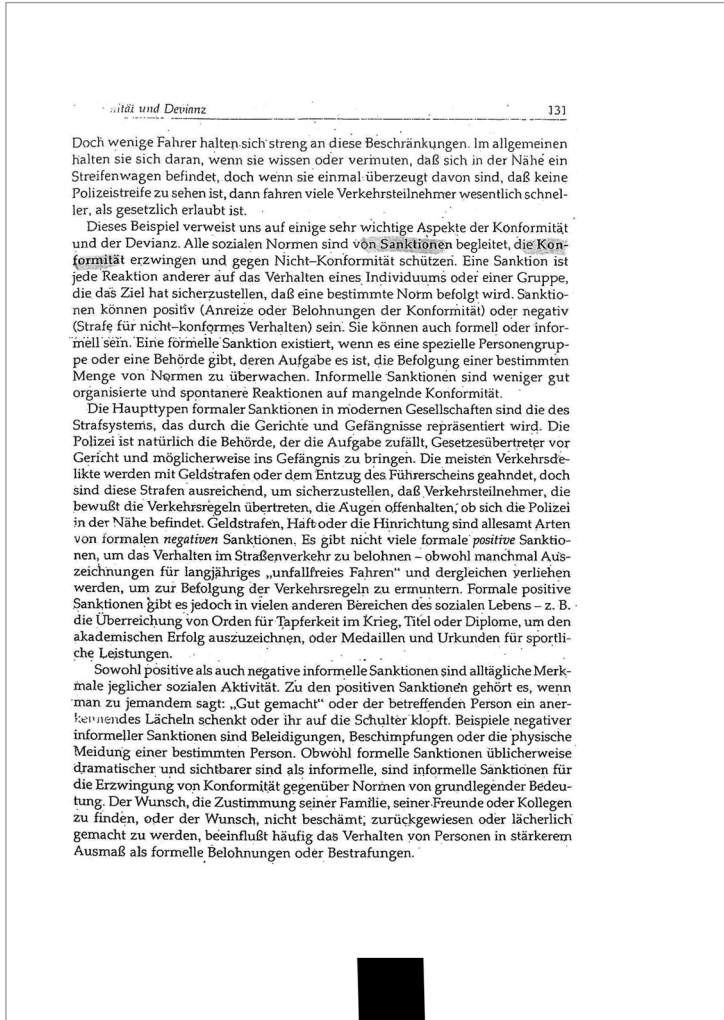 ität und Devianz 131
Doch wenige Fahrer halten sich streng an diese Beschränkungen. Im allgemeinen
halten sie sich daran, wenn sie wissen oder vermuten, daß sich in der Nähe ein
Streifenwagen befindet, doch wenn sie einmal überzeugt davon sind, daß keine
Polizeistreife zu sehen ist, dann fahren viele Verkehrsteilnehmer wesentlich schnel-
ler, als gesetzlich erlaubt ist.
Dieses Beispiel verweist uns auf einige sehr wichtige Aspekte der Konformität
und der Devianz. Alle sozialen Normen sind von Sanktionen begleitet, die Kon-
formität erzwingen und gegen Nicht–Konformität schützen. Eine Sanktion ist
jede Reaktion anderer auf das Verhalten eines Individuums oder einer Gruppe,
die das Ziel hat sicherzustellen, daß eine bestimmte Norm befolgt wird. Sanktio-
nen können positiv (Anreize oder Belohnungen der Konformität) oder negativ
(Strafe für nicht–konformes Verhalten) sein. Sie können auch formell oder infor-
mell sein. Eine formelle Sanktion existiert, wenn es eine spezielle Personengrup-
pe oder eine Behörde gibt, deren Aufgabe es ist, die Befolgung einer bestimmten
Menge von Normen zu überwachen. Informelle Sanktionen sind weniger gut
organisierte und spontanere Reaktionen auf mangelnde Konformität.
Die Haupttypen formaler Sanktionen in modernen Gesellschaften sind die des
Strafsystems, das durch die Gerichte und Gefängnisse repräsentiert wird. Die
Polizei ist natürlich die Behörde, der die Aufgabe zufällt, Gesetzesübertreter vor
Gericht und möglicherweise ins Gefängnis zu bringen. Die meisten Verkehrsde-
likte werden mit Geldstrafen oder dem Entzug des Führerscheins geahndet, doch
sind diese Strafen ausreichend, um sicherzustellen, daß Verkehrsteilnehmer, die
bewußt die Verkehrsregeln übertreten, die Augen offenhalten, ob sich die Polizei
in der Nähe befindet. Geldstrafen, Haft oder die Hinrichtung sind allesamt Arten
von formalen negativen Sanktionen. Es gibt nicht viele formale positive Sanktio-
nen, um das Verhalten im Straßenverkehr zu belohnen – obwohl manchmal Aus-
zeichnungen für langjähriges „unfallfreies Fahren“ und dergleichen verliehen
werden, um zur Befolgung der Verkehrsregeln zu ermuntern. Formale positive
Sanktionen gibt es jedoch in vielen anderen Bereichen des sozialen Lebens – z. B.
die Überreichung von Orden für Tapferkeit im Krieg, Titel oder Diplome, um den
akademischen Erfolg auszuzeichnen, oder Medaillen und Urkunden für sportli-
che Leistungen.
Sowohl positive als auch negative informelle Sanktionen sind alltägliche Merk-
male jeglicher sozialen Aktivität. Zu den positiven Sanktionen gehört es, wenn
man zu jemandem sagt: „Gut gemacht“ oder der betreffenden Person ein aner-
kennendes Lächeln schenkt oder ihr auf die Schulter klopft. Beispiele negativer
informeller Sanktionen sind Beleidigungen, Beschimpfungen oder die physische
Meidung einer bestimmten Person. Obwohl formelle Sanktionen üblicherweise
dramatischer und sichtbarer sind als informelle, sind informelle Sanktionen für
die Erzwingung von Konformität gegenüber Normen von grundlegender Bedeu-
tung. Der Wunsch, die Zustimmung seiner Familie, seiner Freunde oder Kollegen
zu finden, oder der Wunsch, nicht beschämt, zurückgewiesen oder lächerlich
gemacht zu werden, beeinflußt häufig das Verhalten von Personen in stärkerem
Ausmaß als formelle Belohnungen oder Bestrafungen.